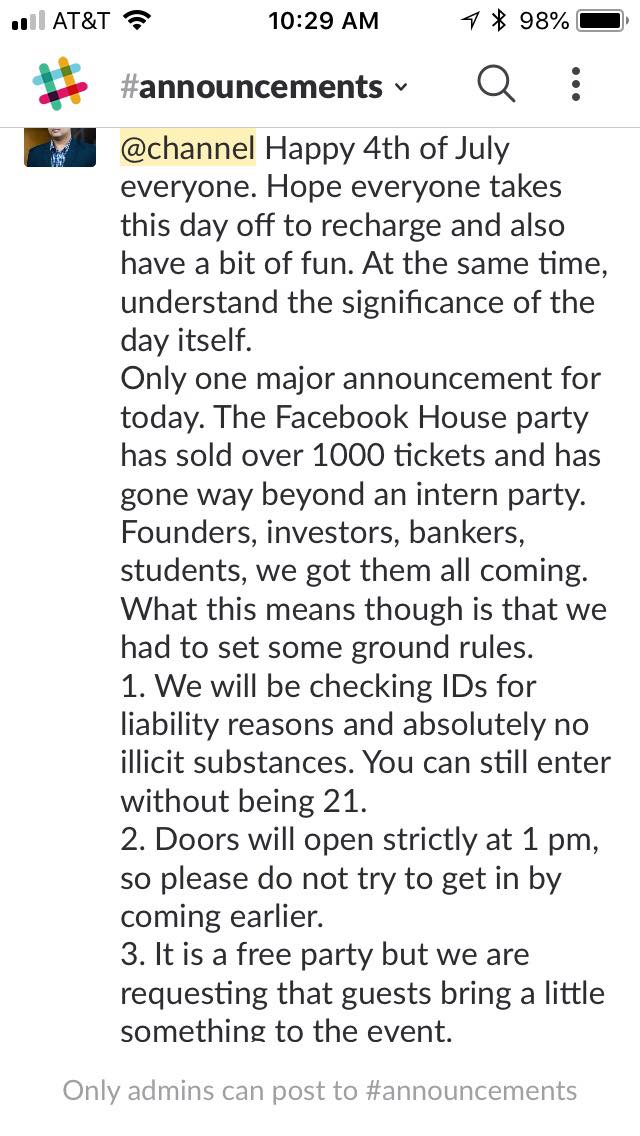 AT&T 10:29 AM 98%
#announcements
@channel Happy 4th of July
everyone. Hope everyone takes
this day off to recharge and also
have a bit of fun. At the same time,
understand the significance of the
day itself.
Only one major announcement for
today. The Facebook House party
has sold over 1000 tickets and has
gone way beyond an intern party.
Founders, investors, bankers,
students, we got them all coming.
What this means though is that we
had to set some ground rules.
1. We will be checking IDs for
liability reasons and absolutely no
illicit substances. You can still enter
without being 21.
2. Doors will open strictly at 1 pm,
so please do not try to get in by
coming earlier.
3. It is a free party but we are
requesting that guests bring a little
something to the event.
Only admins can post to #announcements